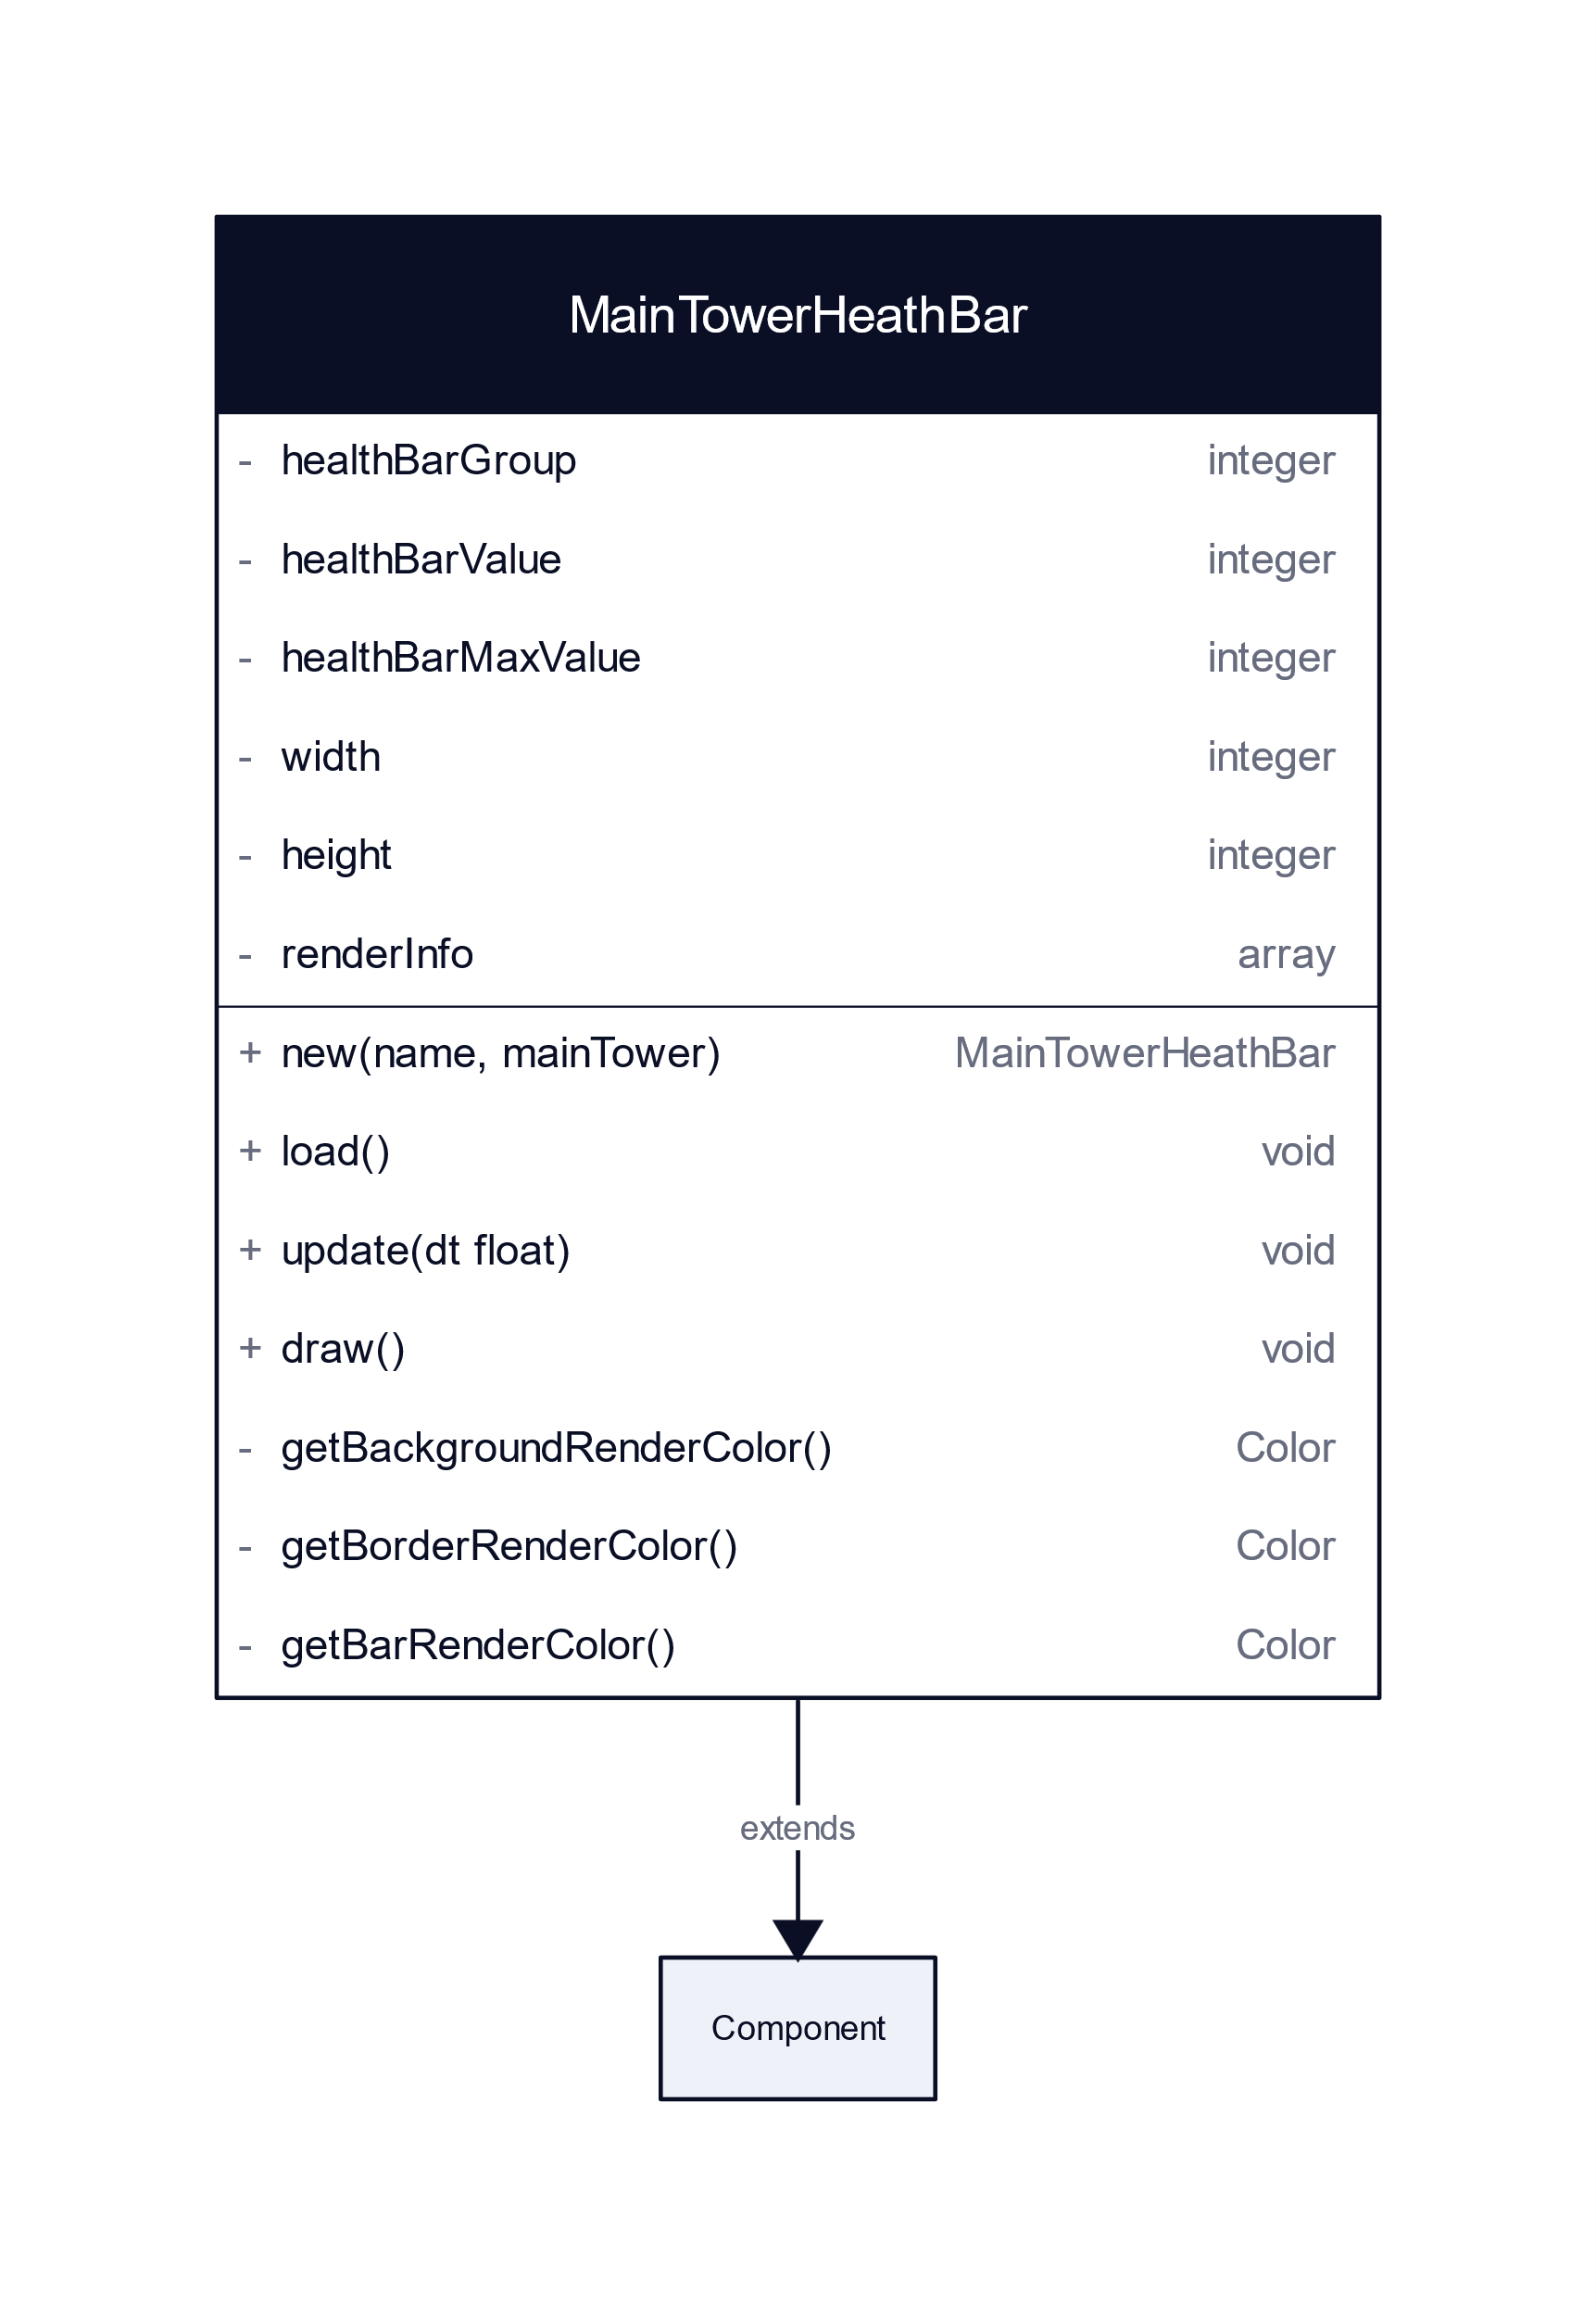 MainTowerHeathBar
- healthBarGroup integer
- healthBarValue integer
- healthBarMaxValue integer
- width integer
- height integer
- renderInfo array
+ new(name, mainTower) MainTowerHeathBar
+ load() void
+ update(dt float) void
+ draw() void
- getBackgroundRenderColor() Color
- getBorderRenderColor() Color
- getBarRenderColor() Color
extends
Component